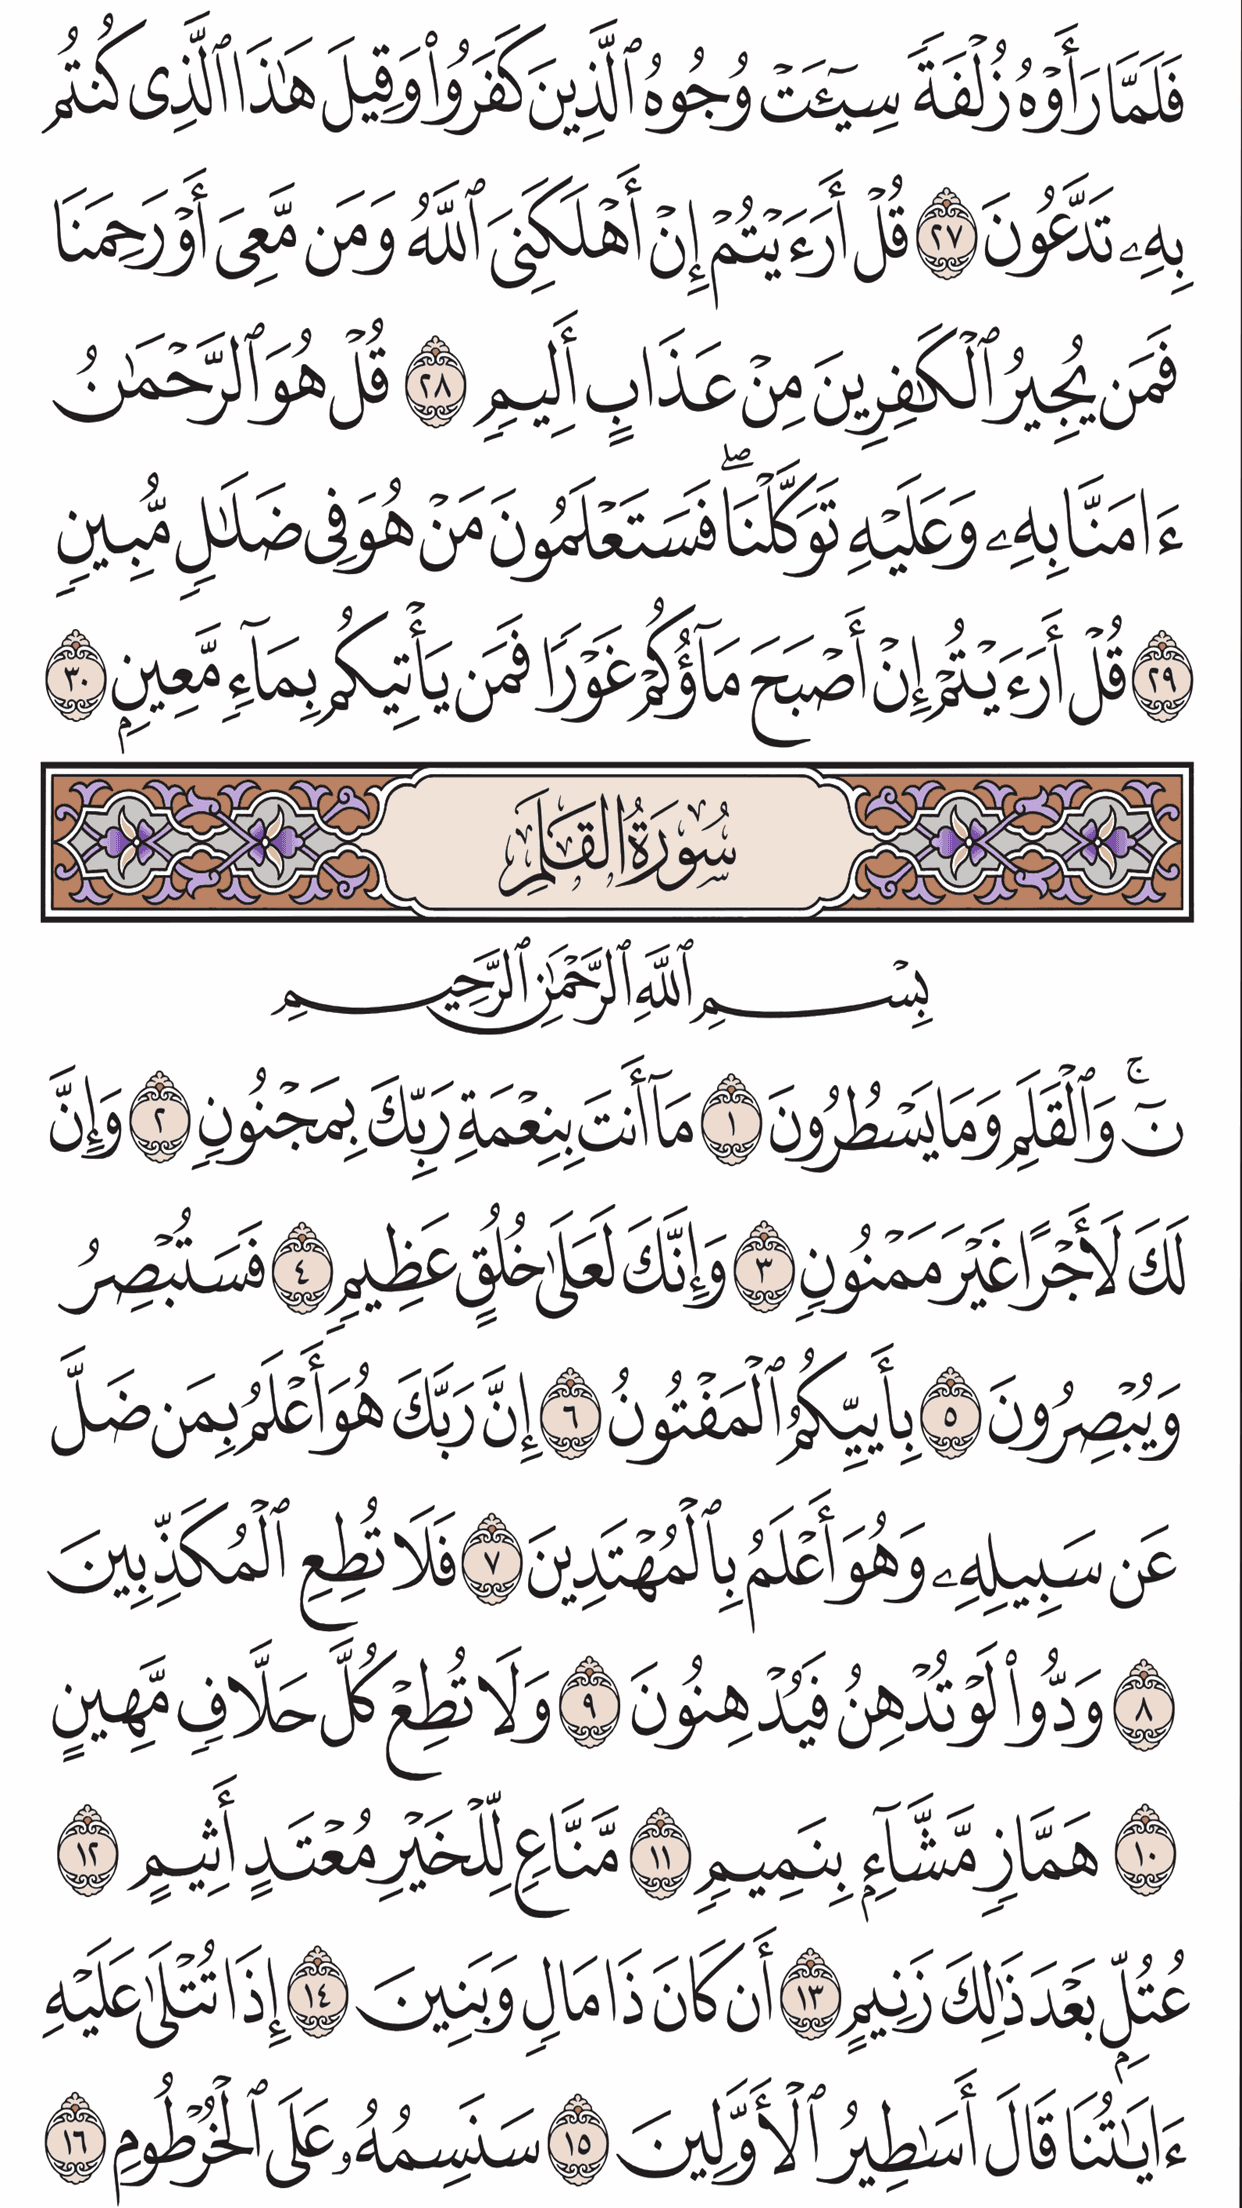 فَلَمَّا رَأَوْهُ زُلْفَةً سِيٓـَٔتْ وُجُوهُ ٱلَّذِينَ كَفَرُوا۟ وَقِيلَ هَـٰذَا ٱلَّذِى كُنتُم
بِهِۦ تَدَّعُونَ ٢٧ قُلْ أَرَءَيْتُمْ إِنْ أَهْلَكَنِىَ ٱللَّهُ وَمَن مَّعِىَ أَوْ رَحِمَنَا
فَمَن يُجِيرُ ٱلْكَـٰفِرِينَ مِنْ عَذَابٍ أَلِيمٍ ٢٨ قُلْ هُوَ ٱلرَّحْمَـٰنُ
ءَامَنَّا بِهِۦ وَعَلَيْهِ تَوَكَّلْنَا ۖ فَسَتَعْلَمُونَ مَنْ هُوَ فِى ضَلَـٰلٍ مُّبِينٍ
٢٩ قُلْ أَرَءَيْتُمْ إِنْ أَصْبَحَ مَآؤُكُمْ غَوْرًا فَمَن يَأْتِيكُم بِمَآءٍ مَّعِينٍۭ ٣٠
سُورَةُ القَلَمِ
بِسْمِ ٱللَّهِ ٱلرَّحْمَـٰنِ ٱلرَّحِيمِ
نٓ ۚ وَٱلْقَلَمِ وَمَا يَسْطُرُونَ ١ مَآ أَنتَ بِنِعْمَةِ رَبِّكَ بِمَجْنُونٍ ٢ وَإِنَّ
لَكَ لَأَجْرًا غَيْرَ مَمْنُونٍ ٣ وَإِنَّكَ لَعَلَىٰ خُلُقٍ عَظِيمٍ ٤ فَسَتُبْصِرُ
وَيُبْصِرُونَ ٥ بِأَييِّكُمُ ٱلْمَفْتُونُ ٦ إِنَّ رَبَّكَ هُوَ أَعْلَمُ بِمَن ضَلَّ
عَن سَبِيلِهِۦ وَهُوَ أَعْلَمُ بِٱلْمُهْتَدِينَ ٧ فَلَا تُطِعِ ٱلْمُكَذِّبِينَ
٨ وَدُّوا۟ لَوْ تُدْهِنُ فَيُدْهِنُونَ ٩ وَلَا تُطِعْ كُلَّ حَلَّافٍ مَّهِينٍ
١٠ هَمَّازٍ مَّشَّآءٍۭ بِنَمِيمٍ ١١ مَّنَّاعٍ لِّلْخَيْرِ مُعْتَدٍ أَثِيمٍ ١٢
عُتُلٍّۭ بَعْدَ ذَٰلِكَ زَنِيمٍ ١٣ أَن كَانَ ذَا مَالٍ وَبَنِينَ ١٤ إِذَا تُتْلَىٰ عَلَيْهِ
ءَايَـٰتُنَا قَالَ أَسَـٰطِيرُ ٱلْأَوَّلِينَ ١٥ سَنَسِمُهُۥ عَلَى ٱلْخُرْطُومِ ١٦